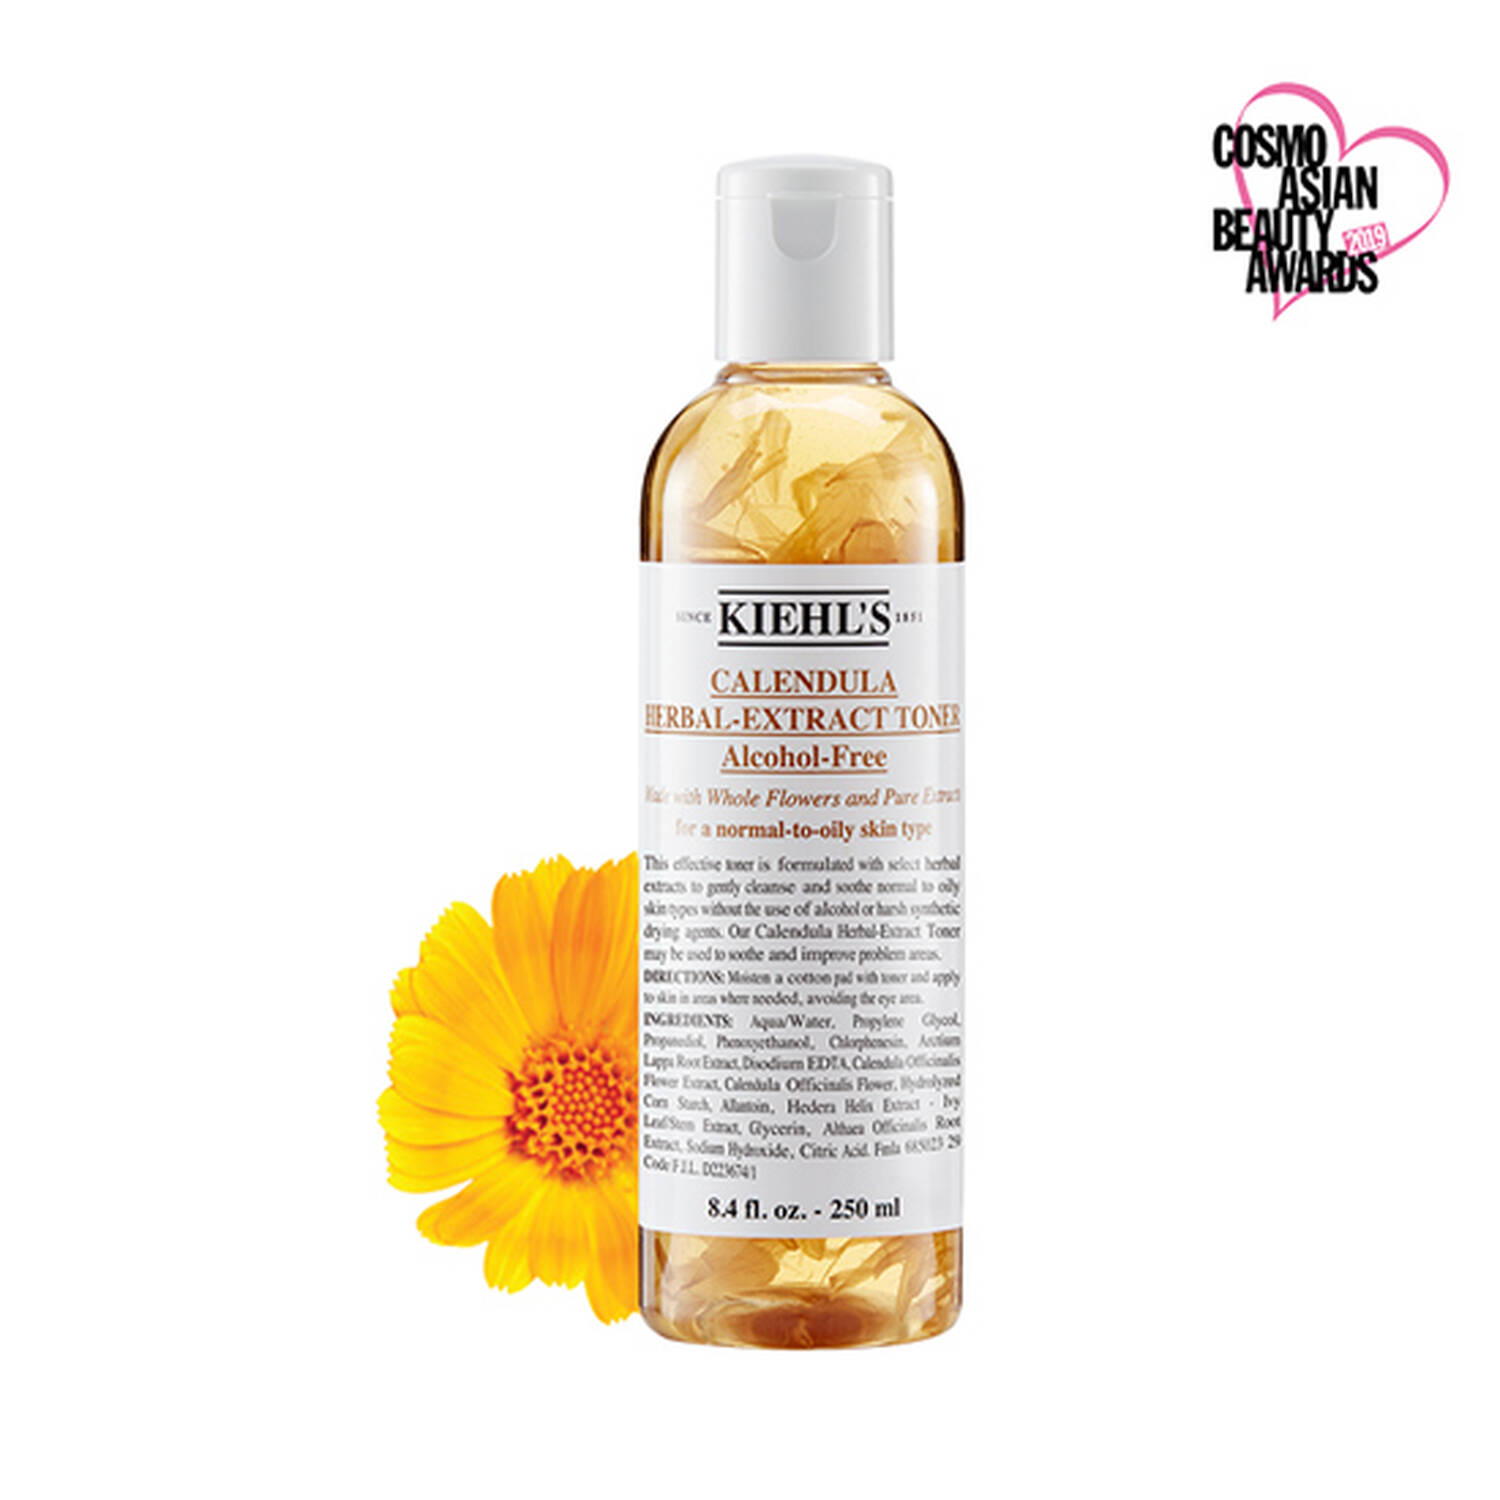 COSMO
ASIAN
BEAUTY 2019
AWARDS
SINCE KIEHL'S 1851
CALENDULA
HERBAL-EXTRACT TONER
Alcohol-Free
Made with Whole Flowers and Pure Extracts
for a normal-to-oily skin type
This effective toner is formulated with select herbal
extracts to gently cleanse and soothe normal to oily
skin types without the use of alcohol or harsh synthetic
drying agents. Our Calendula Herbal-Extract Toner
may be used to soothe and improve problem areas.
DIRECTIONS: Moisten a cotton pad with toner and apply
to skin in areas where needed, avoiding the eye area.
INGREDIENTS: Aqua/Water, Propylene Glycol,
Propanediol, Phenoxyethanol, Chlorphenesin, Arctium
Lappa Root Extract, Disodium EDTA, Calendula Officinalis
Flower Extract, Calendula Officinalis Flower, Hydrolyzed
Corn Starch, Allantoin, Hedera Helix Extract - Ivy
Leaf/Stem Extract, Glycerin, Althaea Officinalis Root
Extract, Sodium Hydroxide, Citric Acid. Fmla 685023 29
Code F.I.L. D223674/1
8.4 fl. oz. - 250 ml